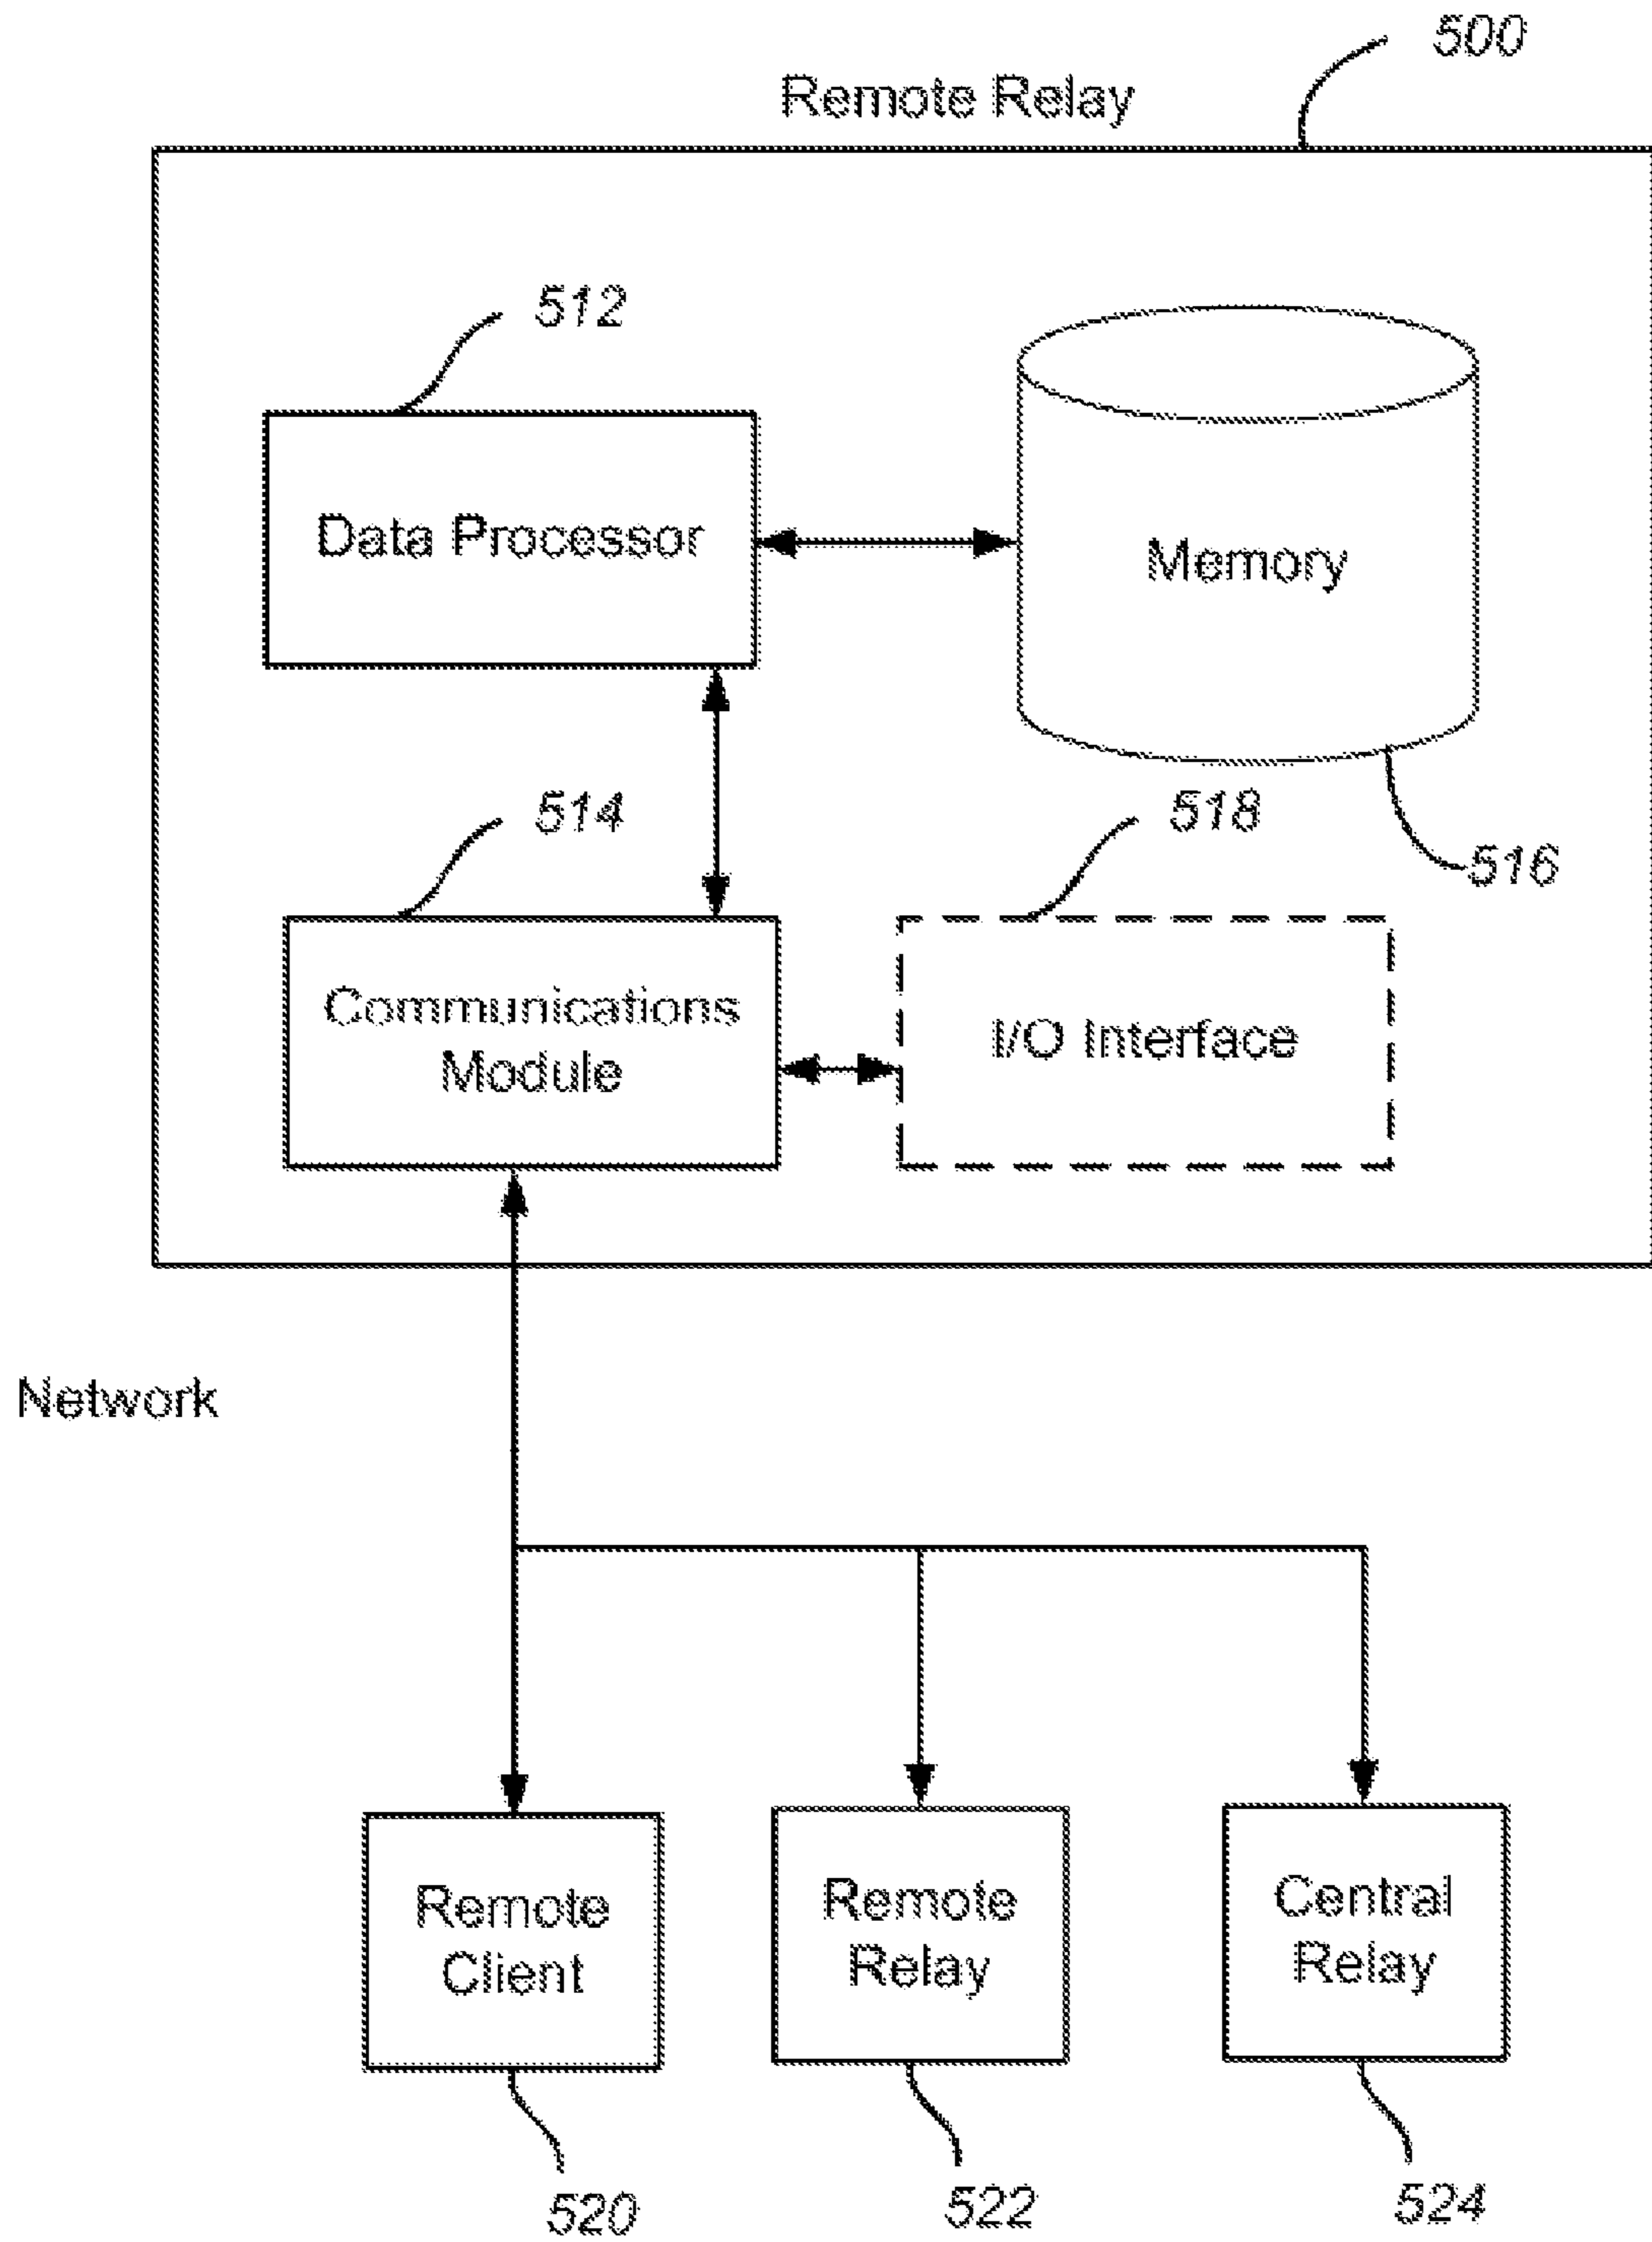 500
Remote Relay
512
Data Processor
Memory
514
518
516
Communications
Module
I/O Interface
Network
Remote
Client
Remote
Relay
Central
Relay
520
522
524